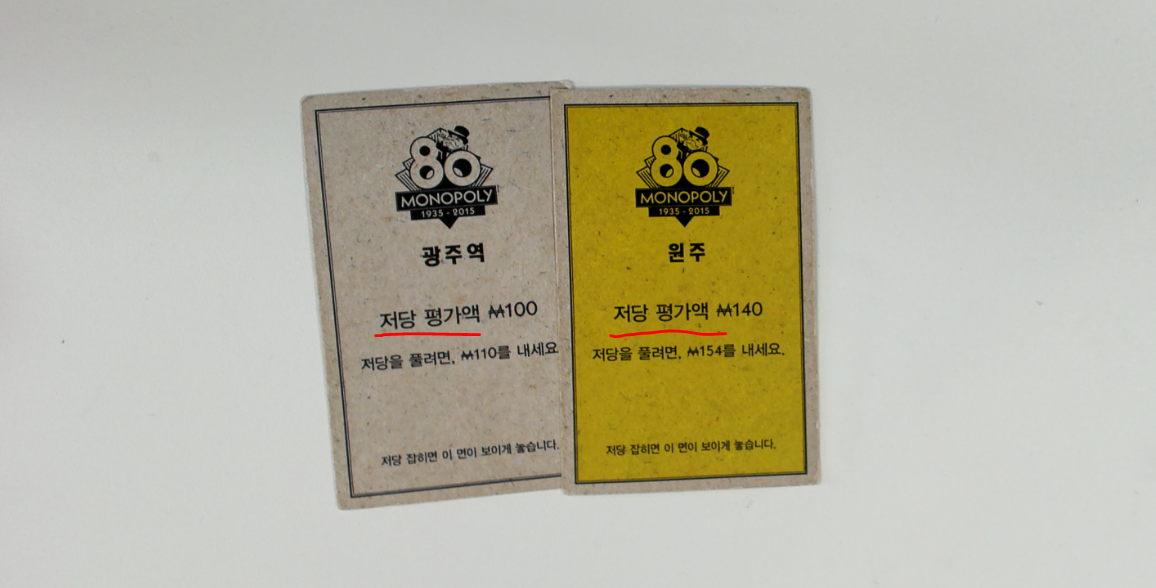 80
MONOPOLY
1935 - 2015
광주역
저당 평가액 ₩100
저당을 풀려면, ₩110를 내세요
저당 잡히면 이 면이 보이게 놓습니다.
80
MONOPOLY
1935 - 2015
원주
저당 평가액 ₩140
저당을 풀려면, ₩154를 내세요.
저당 잡히면 이 면이 보이게 놓습니다.